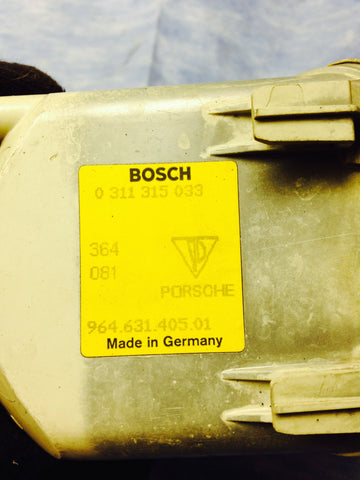 BOSCH
0 311 315 033
364
081
PORSCHE
964.631.405.01
Made in Germany